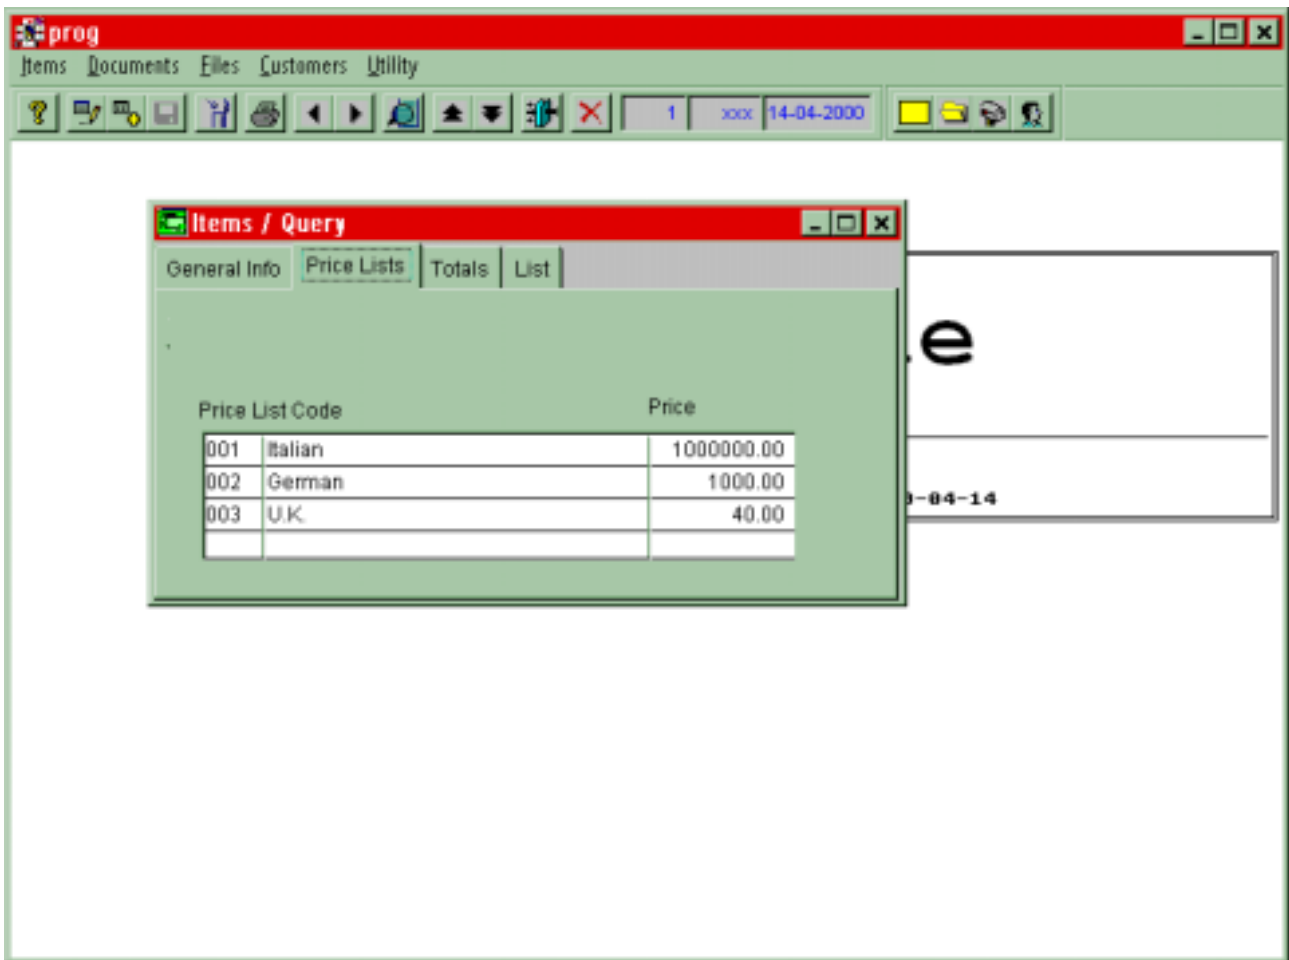 prog
Items Documents Files Customers Utility
1 xxx 14-04-2000
Items / Query
General Info Price Lists Totals List
e
Price List Code Price
001 Italian 1000000.00
002 German 1000.00
-04-14
003 U.K. 40.00